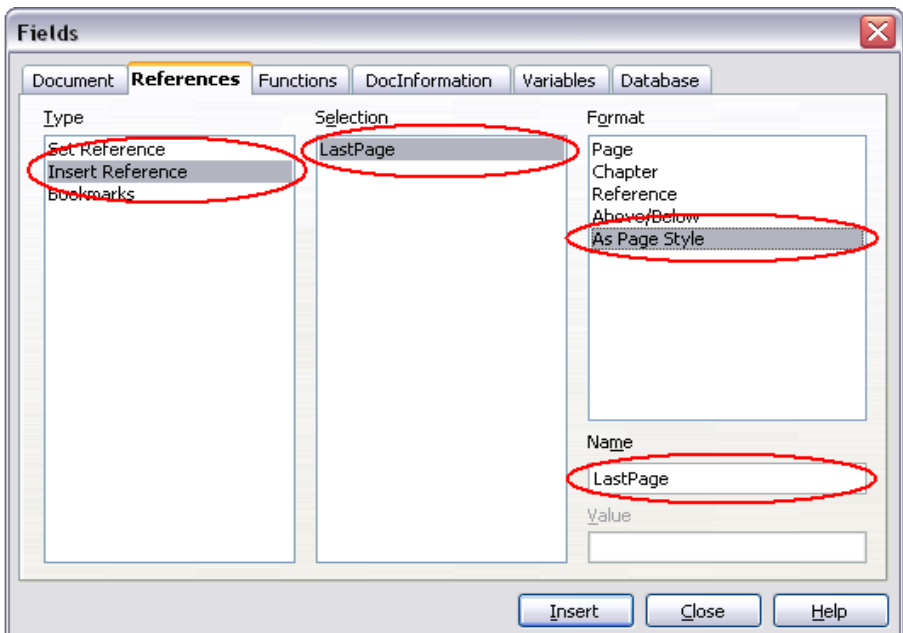 Fields
Document References Functions DocInformation Variables Database
Type Selection Format
Set Reference
Insert Reference
Bookmarks
LastPage
Page
Chapter
Reference
Above/Below
As Page Style
Name
LastPage
Value
Insert Close Help